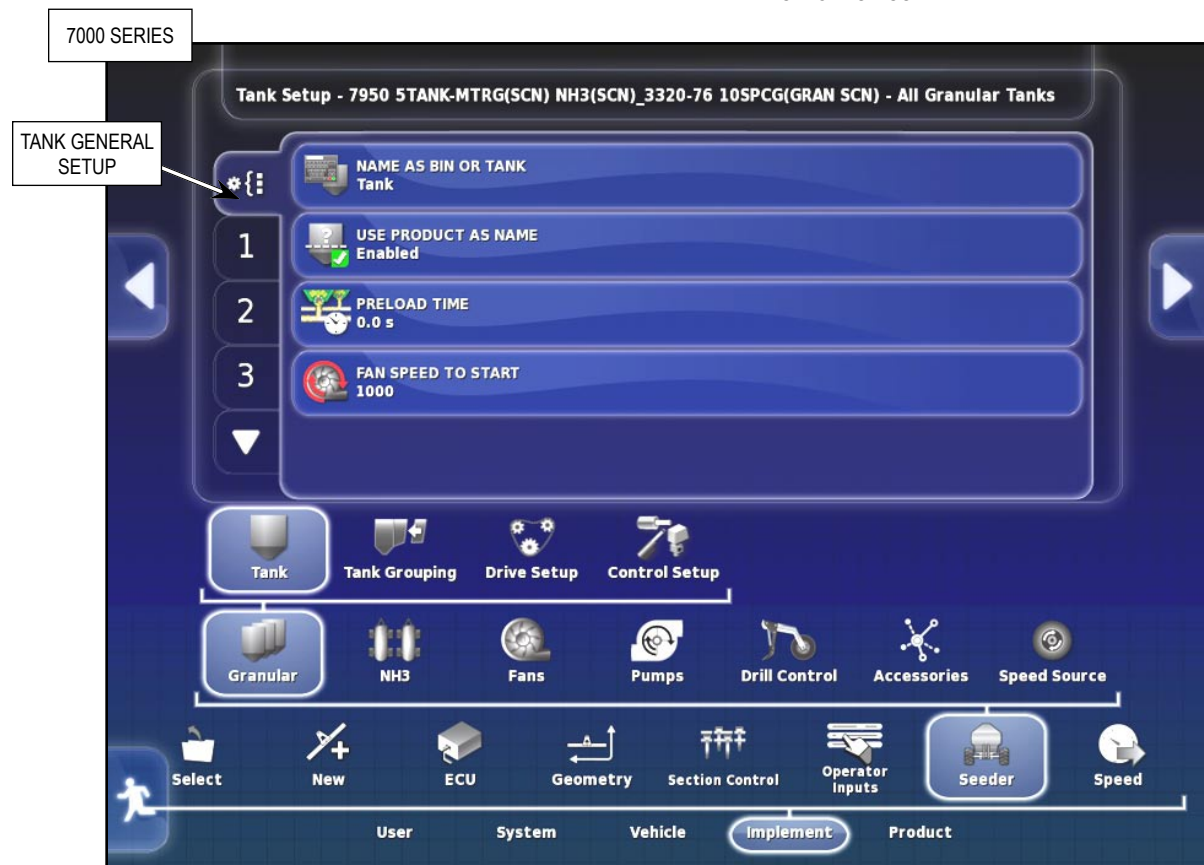 7000 SERIES
Tank Setup - 7950 5TANK-MTRG(SCN) NH3(SCN)_3320-76 10SPCG(GRAN SCN) - All Granular Tanks
TANK GENERAL
SETUP
NAME AS BIN OR TANK
Tank
1
USE PRODUCT AS NAME
Enabled
2
PRELOAD TIME
0.0 s
3
FAN SPEED TO START
1000
Tank
Tank Grouping
Drive Setup
Control Setup
Granular
NH3
Fans
Pumps
Drill Control
Accessories
Speed Source
Select
New
ECU
Geometry
Section Control
Operator
Inputs
Seeder
Speed
User
System
Vehicle
Implement
Product